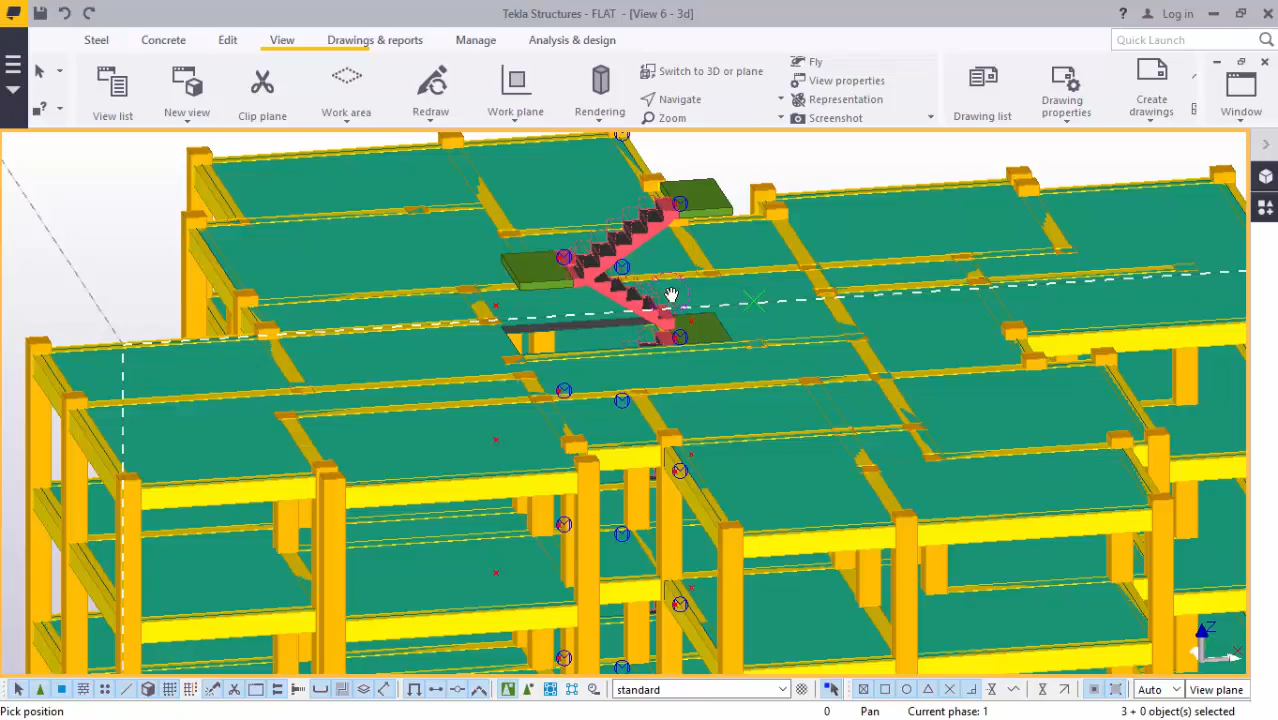 Tekla Structures - FLAT - [View 6 - 3d]
? Log in
Steel Concrete Edit View Drawings & reports Manage Analysis & design
Quick Launch
View list
New view
Clip plane
Work area
Redraw
Work plane
Rendering
Switch to 3D or plane
Navigate
Zoom
Fly
View properties
Representation
Screenshot
Drawing list
Drawing properties
Create drawings
Window
Z
standard
Auto
View plane
Pick position
0
Pan
Current phase: 1
3 + 0 object(s) selected